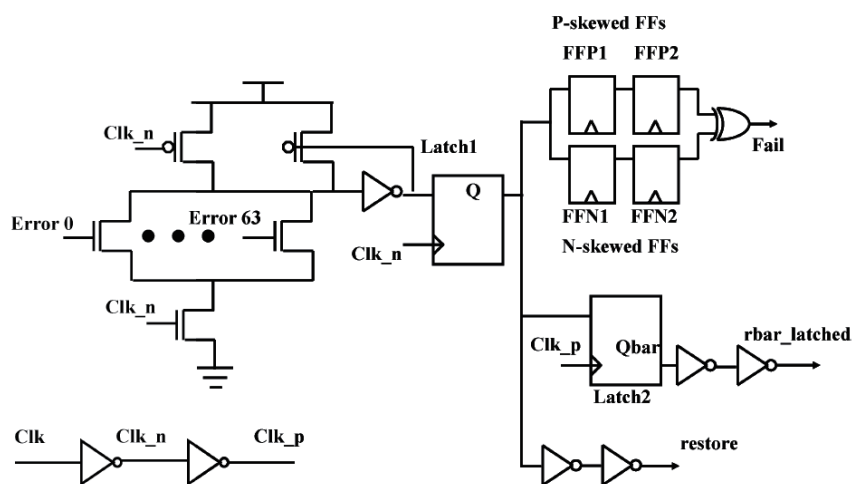 P-skewed FFs
FFP1 FFP2
Clk_n
Latch1
Fail
Q
Error 0
Error 63
FFN1 FFN2
Clk_n
N-skewed FFs
Clk_n
Clk_p
Qbar
rbar_latched
Latch2
Clk
Clk_n
Clk_p
restore